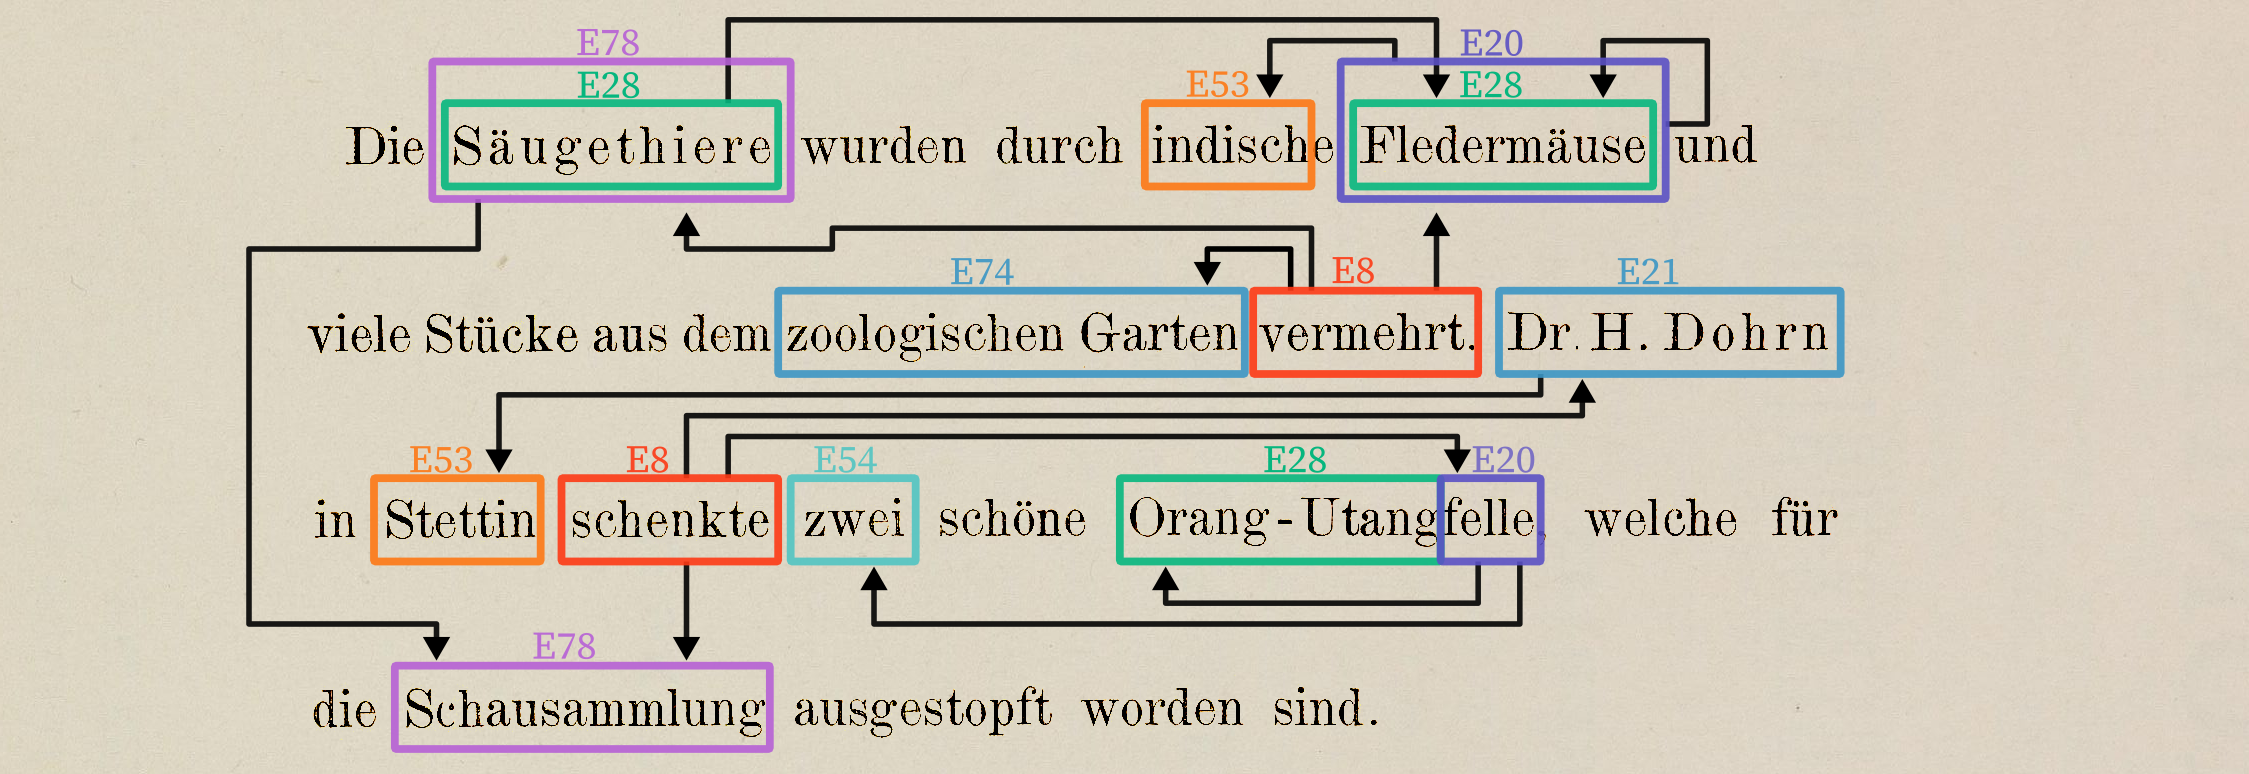 E78 E20
E28 E53 E28
Die Säugethiere wurden durch indische Fledermäuse und
E74 E8 E21
viele Stücke aus dem zoologischen Garten vermehrt. Dr. H. Dohrn
E53 E8 E54 E28 E20
in Stettin schenkte zwei schöne Orang-Utangfelle, welche für
E78
die Schausammlung ausgestopft worden sind.